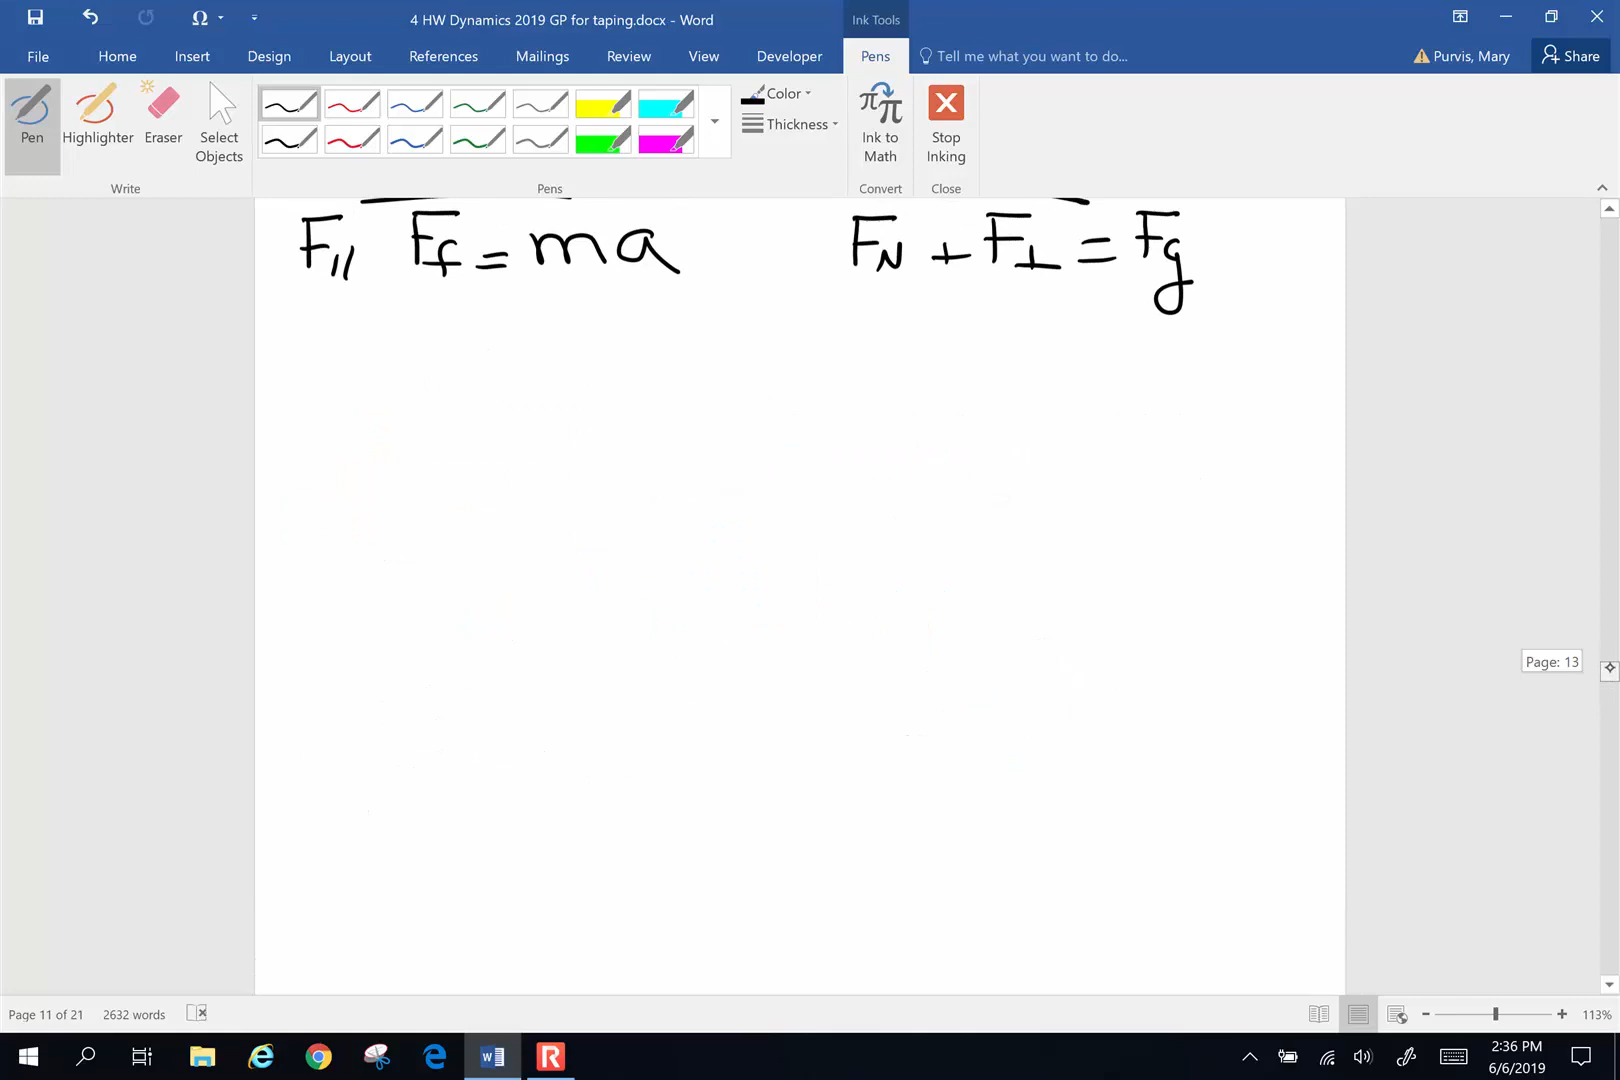 4 HW Dynamics 2019 GP for taping.docx - Word
Ink Tools
File Home Insert Design Layout References Mailings Review View Developer Pens Tell me what you want to do... Purvis, Mary Share
Pen Highlighter Eraser Select Objects
Color
Thickness
Ink to Math
Stop Inking
Write Pens Convert Close
F// Ff = ma
FN + F⊥ = Fg
Page: 13
Page 11 of 21 2632 words 113%
2:36 PM
6/6/2019